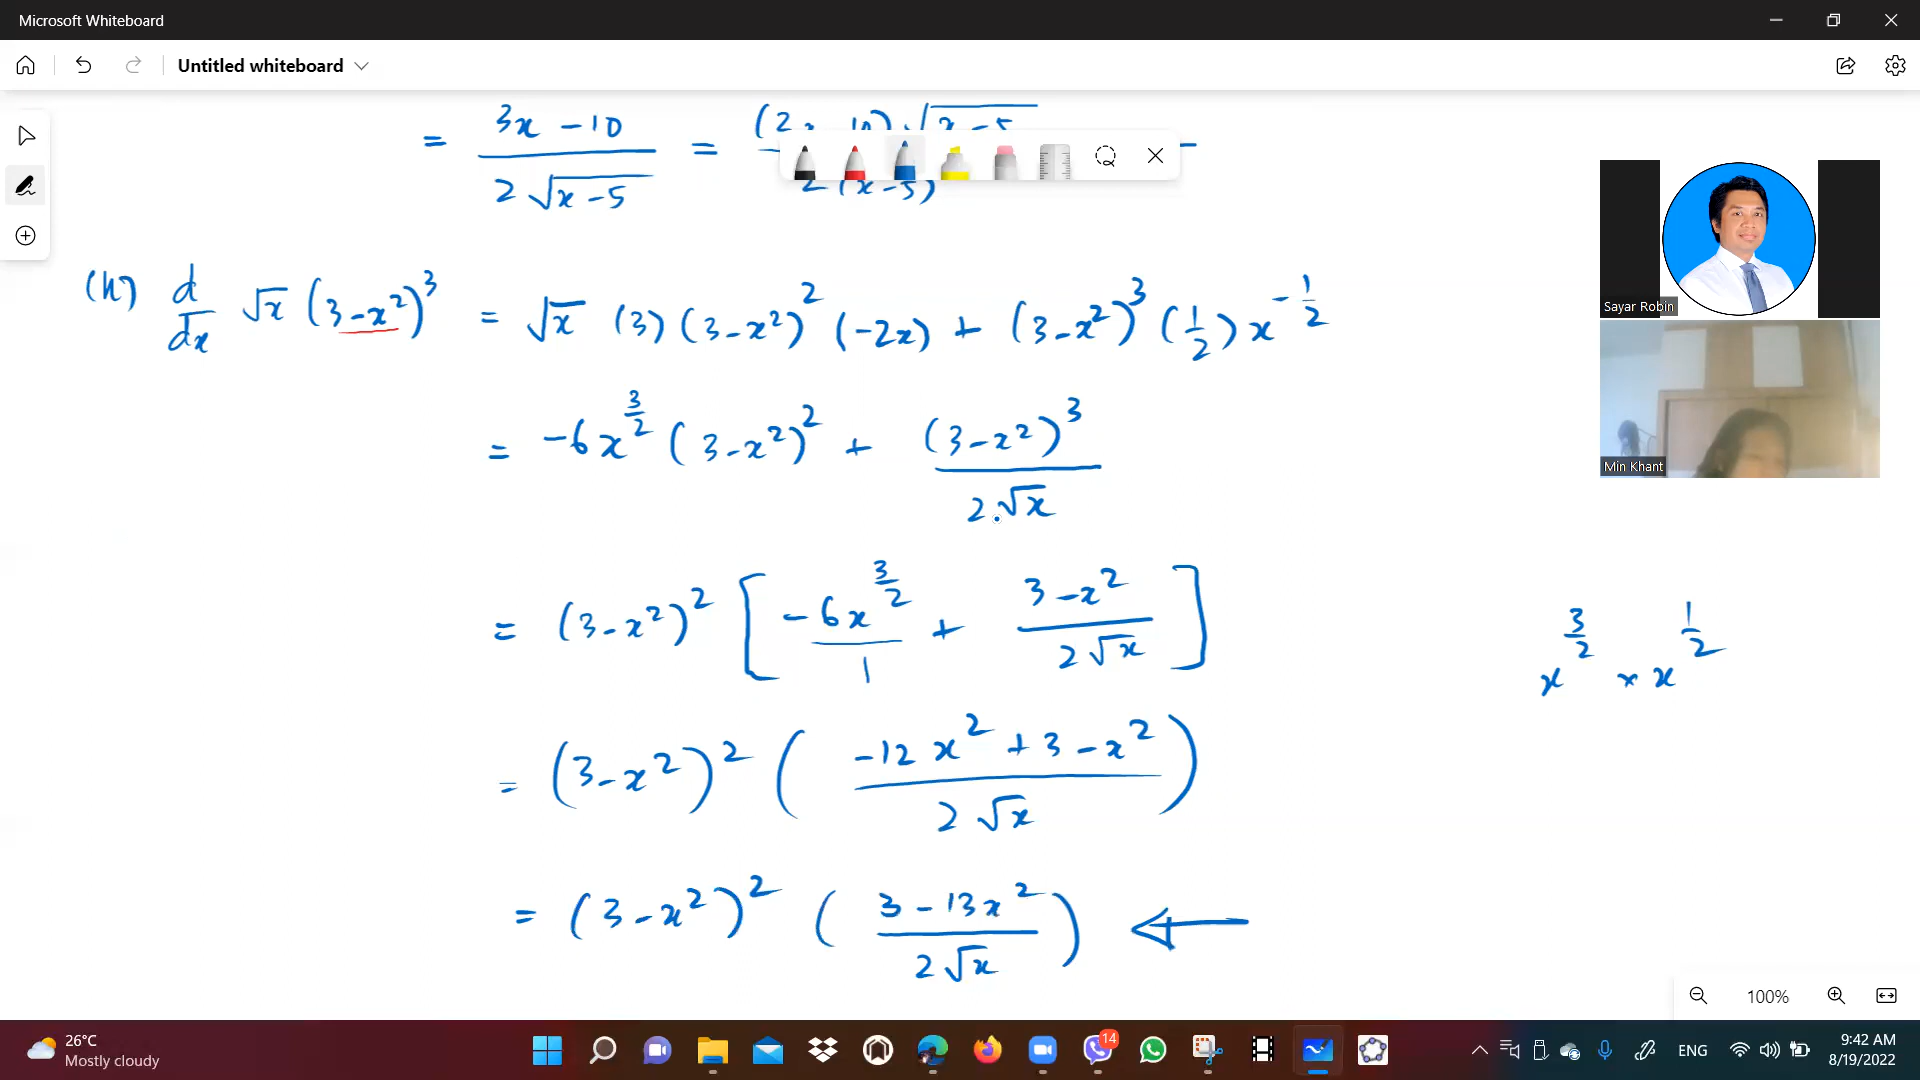 Microsoft Whiteboard
Untitled whiteboard
= (3x - 10)/(2√(x-5)) = √(x-5)
2(x-5)
(h) d/dx √x (3-x²)³ = √x (3) (3-x²)² (-2x) + (3-x²)³ (1/2) x^(-1/2)
= -6x^(3/2) (3-x²)² + (3-x²)³/(2√x)
= (3-x²)² [ -6x^(3/2)/1 + (3-x²)/(2√x) ]
x^(3/2) × x^(1/2)
= (3-x²)² ( (-12x² + 3 - x²)/(2√x) )
= (3-x²)² ( (3 - 13x²)/(2√x) ) ←
Sayar Robin
Min Khant
100%
26°C
Mostly cloudy
14
ENG
9:42 AM
8/19/2022